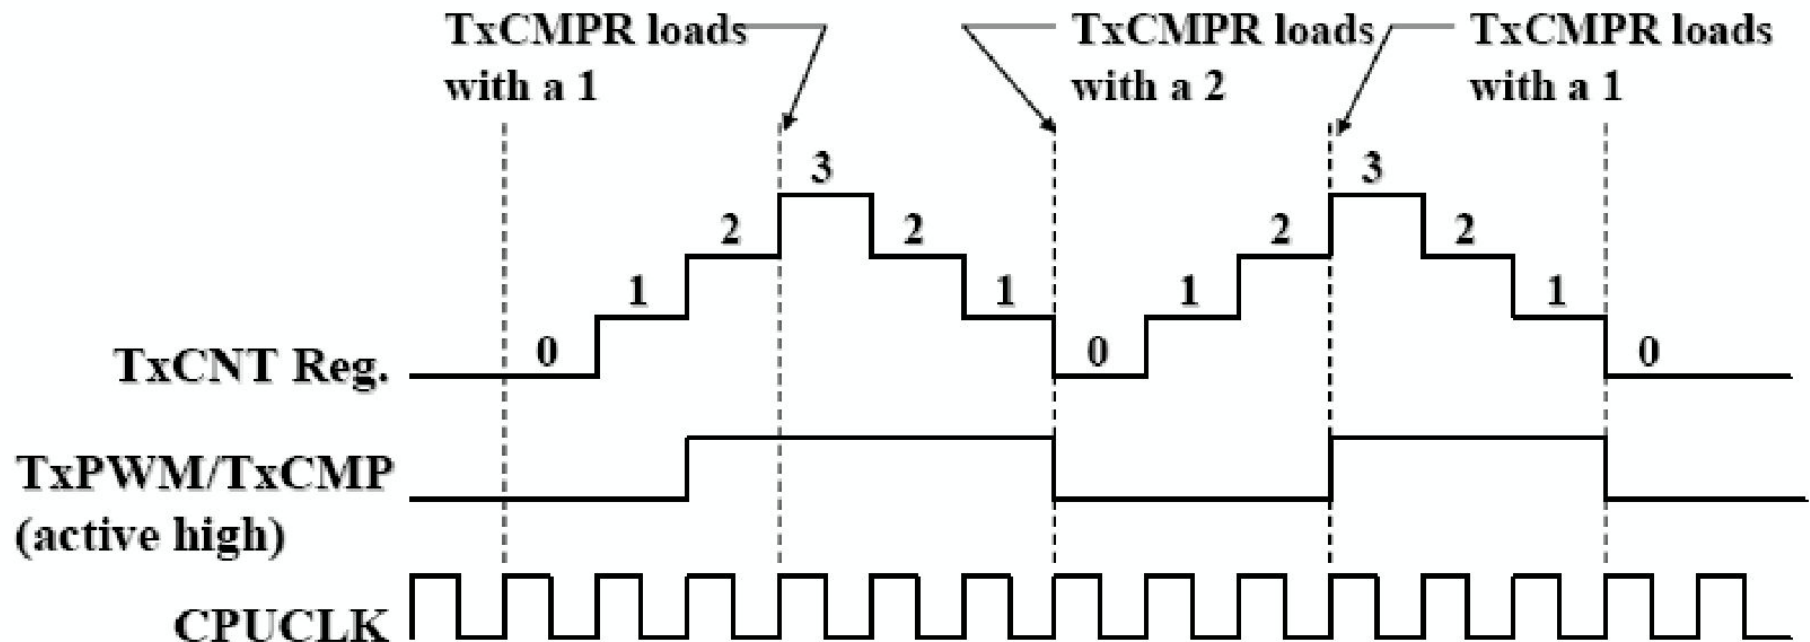 TxCMPR loads
with a 1
TxCMPR loads
with a 2
TxCMPR loads
with a 1
3
3
2
2
2
2
1
1
1
1
0
0
0
TxCNT Reg.
TxPWM/TxCMP
(active high)
CPUCLK